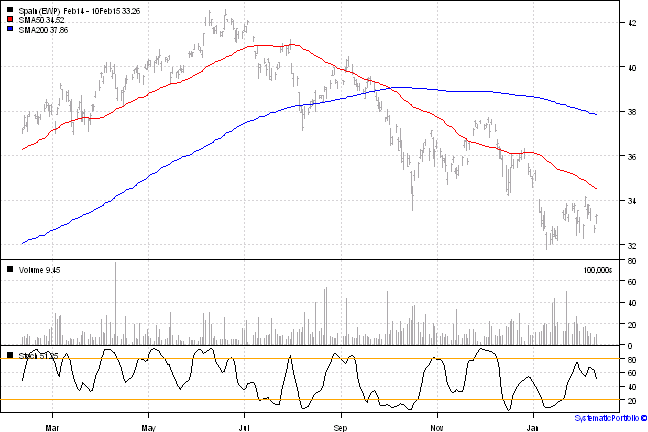 Spain (EWP) Feb14 - 10Feb15 33.26
SMA50 34.52
SMA200 37.86
42
40
38
36
34
32
Volume 9.45
100,000s
80
60
40
20
0
Stoch 51.25
80
60
40
20
Mar May Jul Sep Nov Jan
SystematicPortfolio ©